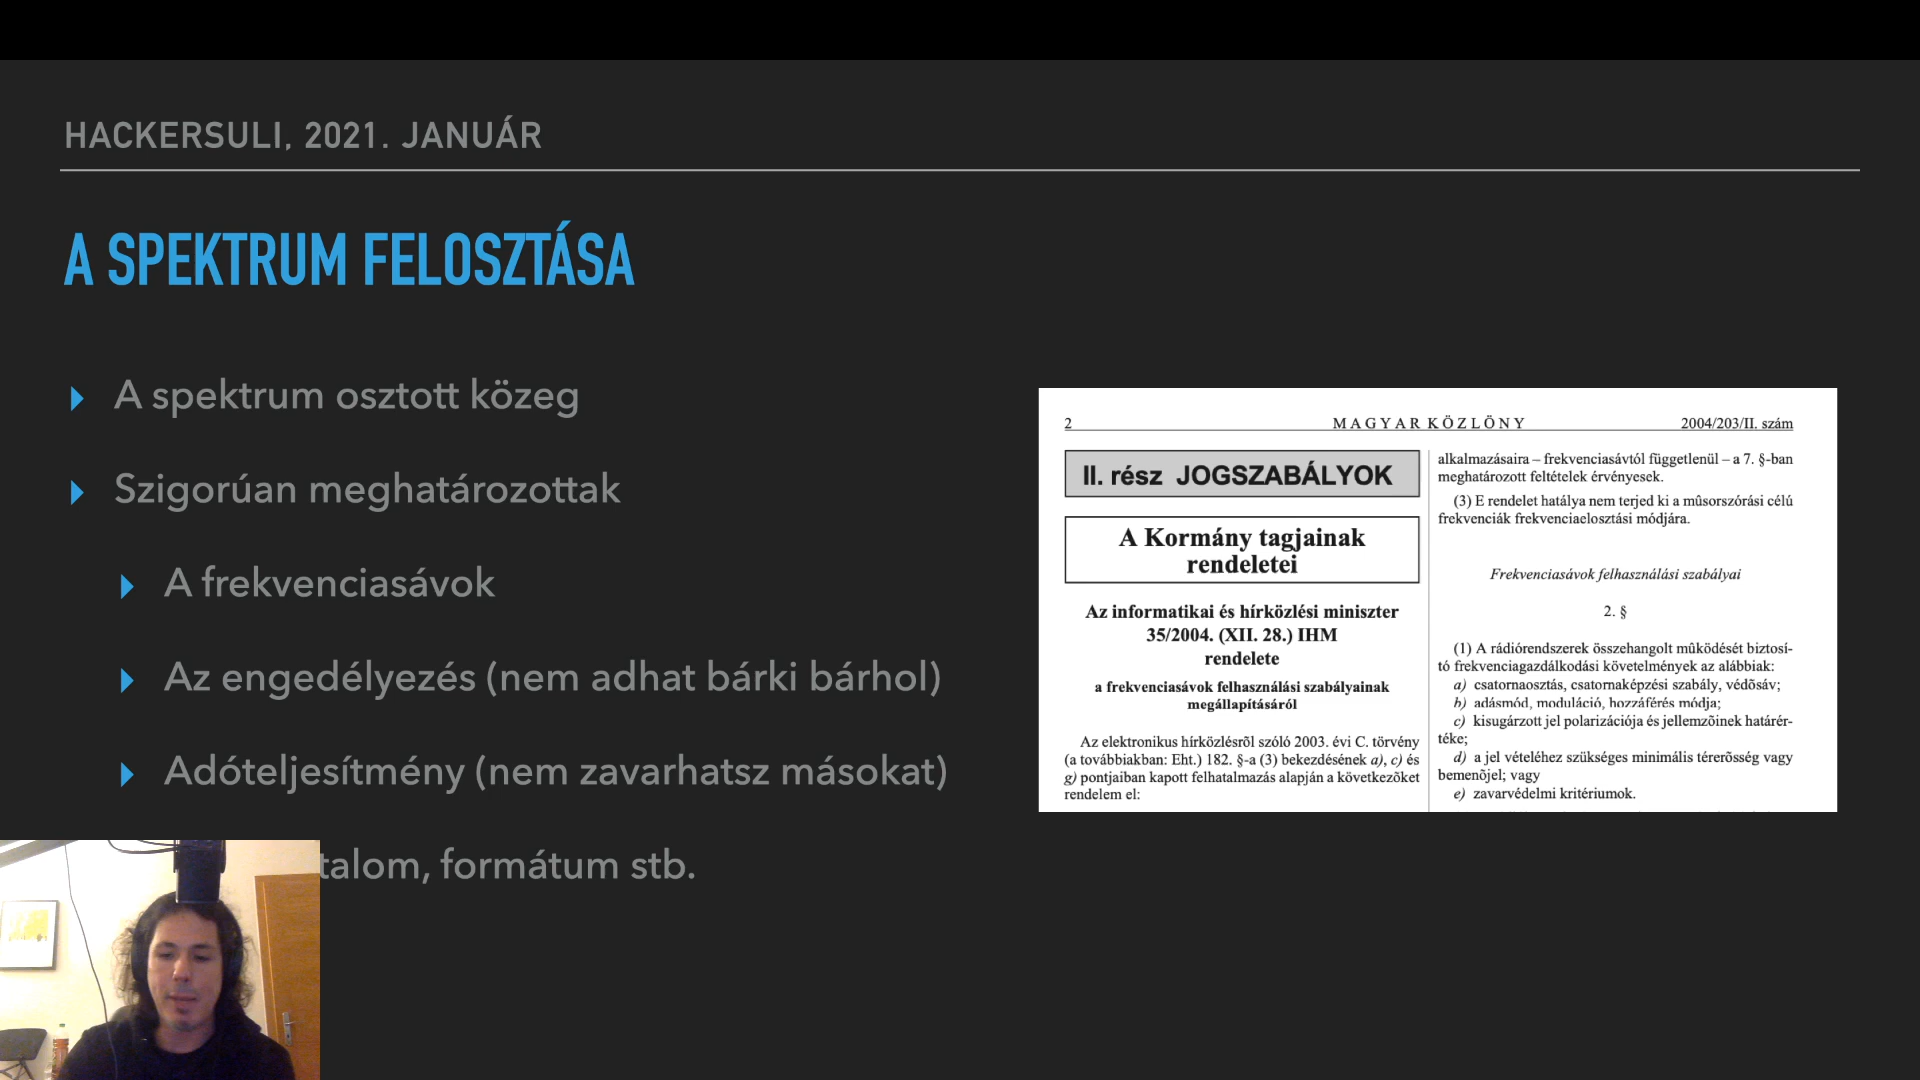 HACKERSULI, 2021. JANUÁR
A SPEKTRUM FELOSZTÁSA
A spektrum osztott közeg
Szigorúan meghatározottak
A frekvenciasávok
Az engedélyezés (nem adhat bárki bárhol)
Adóteljesítmény (nem zavarhatsz másokat)
talom, formátum stb.
2 MAGYAR KÖZLÖNY 2004/203/II. szám
II. rész JOGSZABÁLYOK
A Kormány tagjainak
rendeletei
Az informatikai és hírközlési miniszter
35/2004. (XII. 28.) IHM
rendelete
a frekvenciasávok felhasználási szabályainak
megállapításáról
Az elektronikus hírközlésrõl szóló 2003. évi C. törvény
(a továbbiakban: Eht.) 182. §-a (3) bekezdésének a), c) és
g) pontjaiban kapott felhatalmazás alapján a következõket
rendelem el:
alkalmazásaira – frekvenciasávtól függetlenül – a 7. §-ban
meghatározott feltételek érvényesek.
(3) E rendelet hatálya nem terjed ki a mûsorszórási célú
frekvenciák frekvenciaelosztási módjára.
Frekvenciasávok felhasználási szabályai
2. §
(1) A rádiórendszerek összehangolt mûködését biztosí-
tó frekvenciagazdálkodási követelmények az alábbiak:
a) csatornaosztás, csatornaképzési szabály, védõsáv;
b) adásmód, moduláció, hozzáférés módja;
c) kisugárzott jel polarizációja és jellemzõinek határér-
téke;
d) a jel vételéhez szükséges minimális térerõsség vagy
bemenõjel; vagy
e) zavarvédelmi kritériumok.